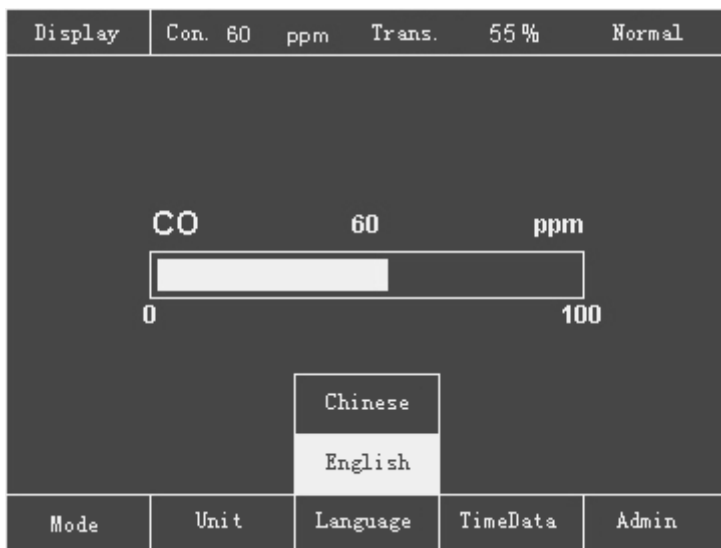 Display Con. 60 ppm Trans. 55% Normal
CO 60 ppm
0 100
Chinese
English
Mode Unit Language TimeData Admin